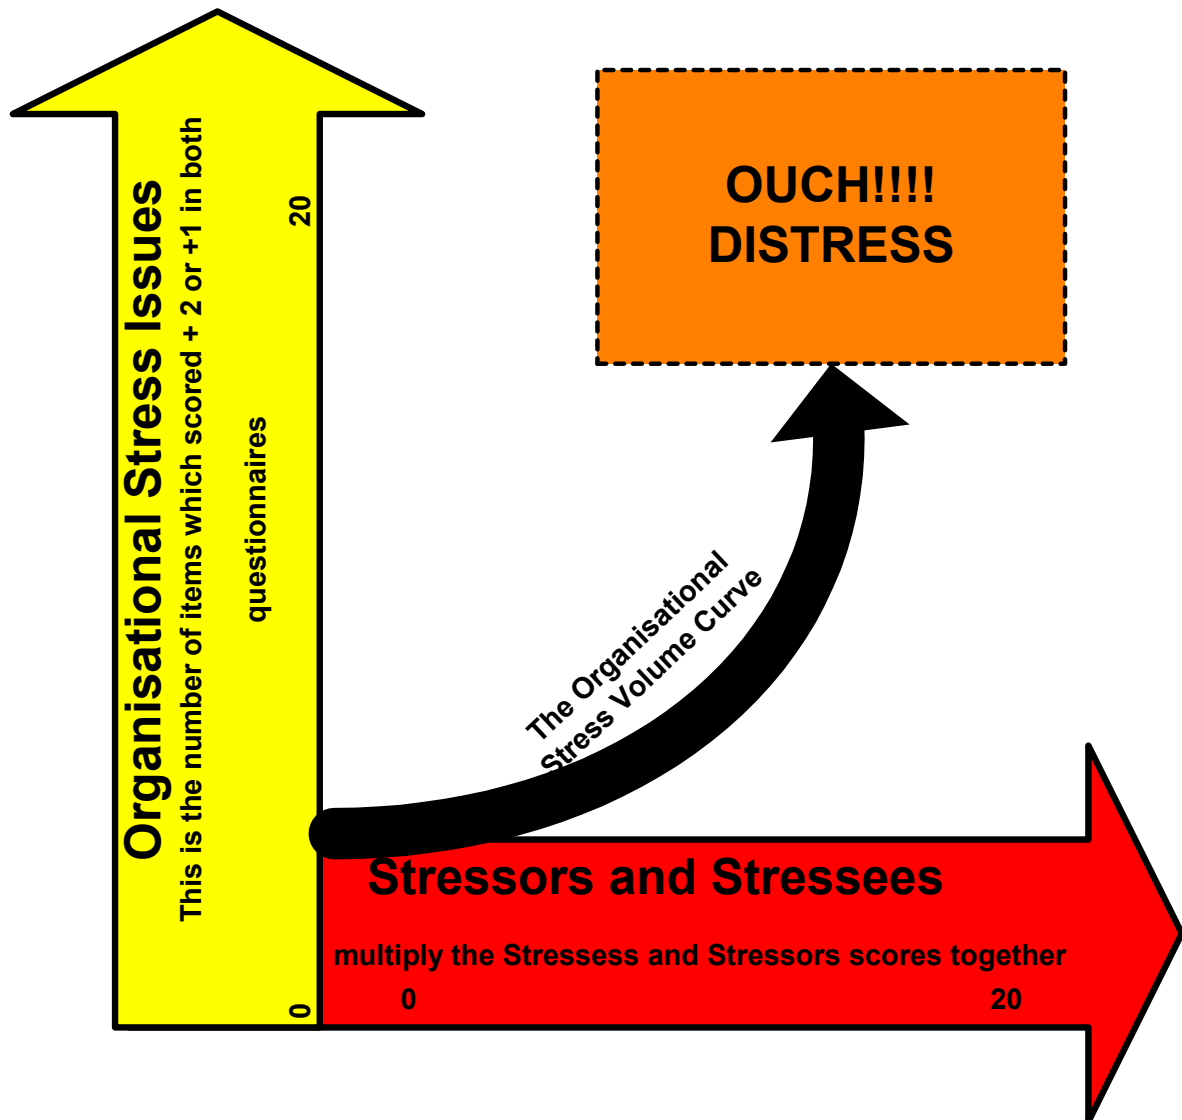 Organisational Stress Issues
This is the number of items which scored + 2 or +1 in both
questionnaires
20
0
OUCH!!!!
DISTRESS
The Organisational
Stress Volume Curve
Stressors and Stressees
multiply the Stressess and Stressors scores together
0
20